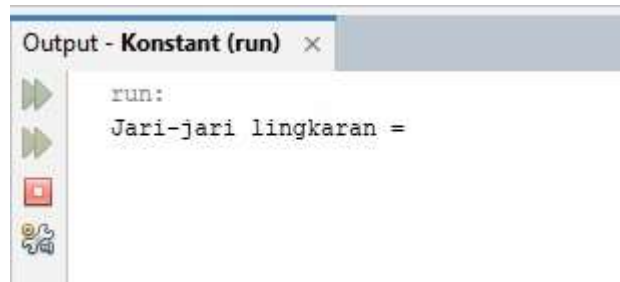 Output - Konstant (run)
run:
Jari-jari lingkaran =